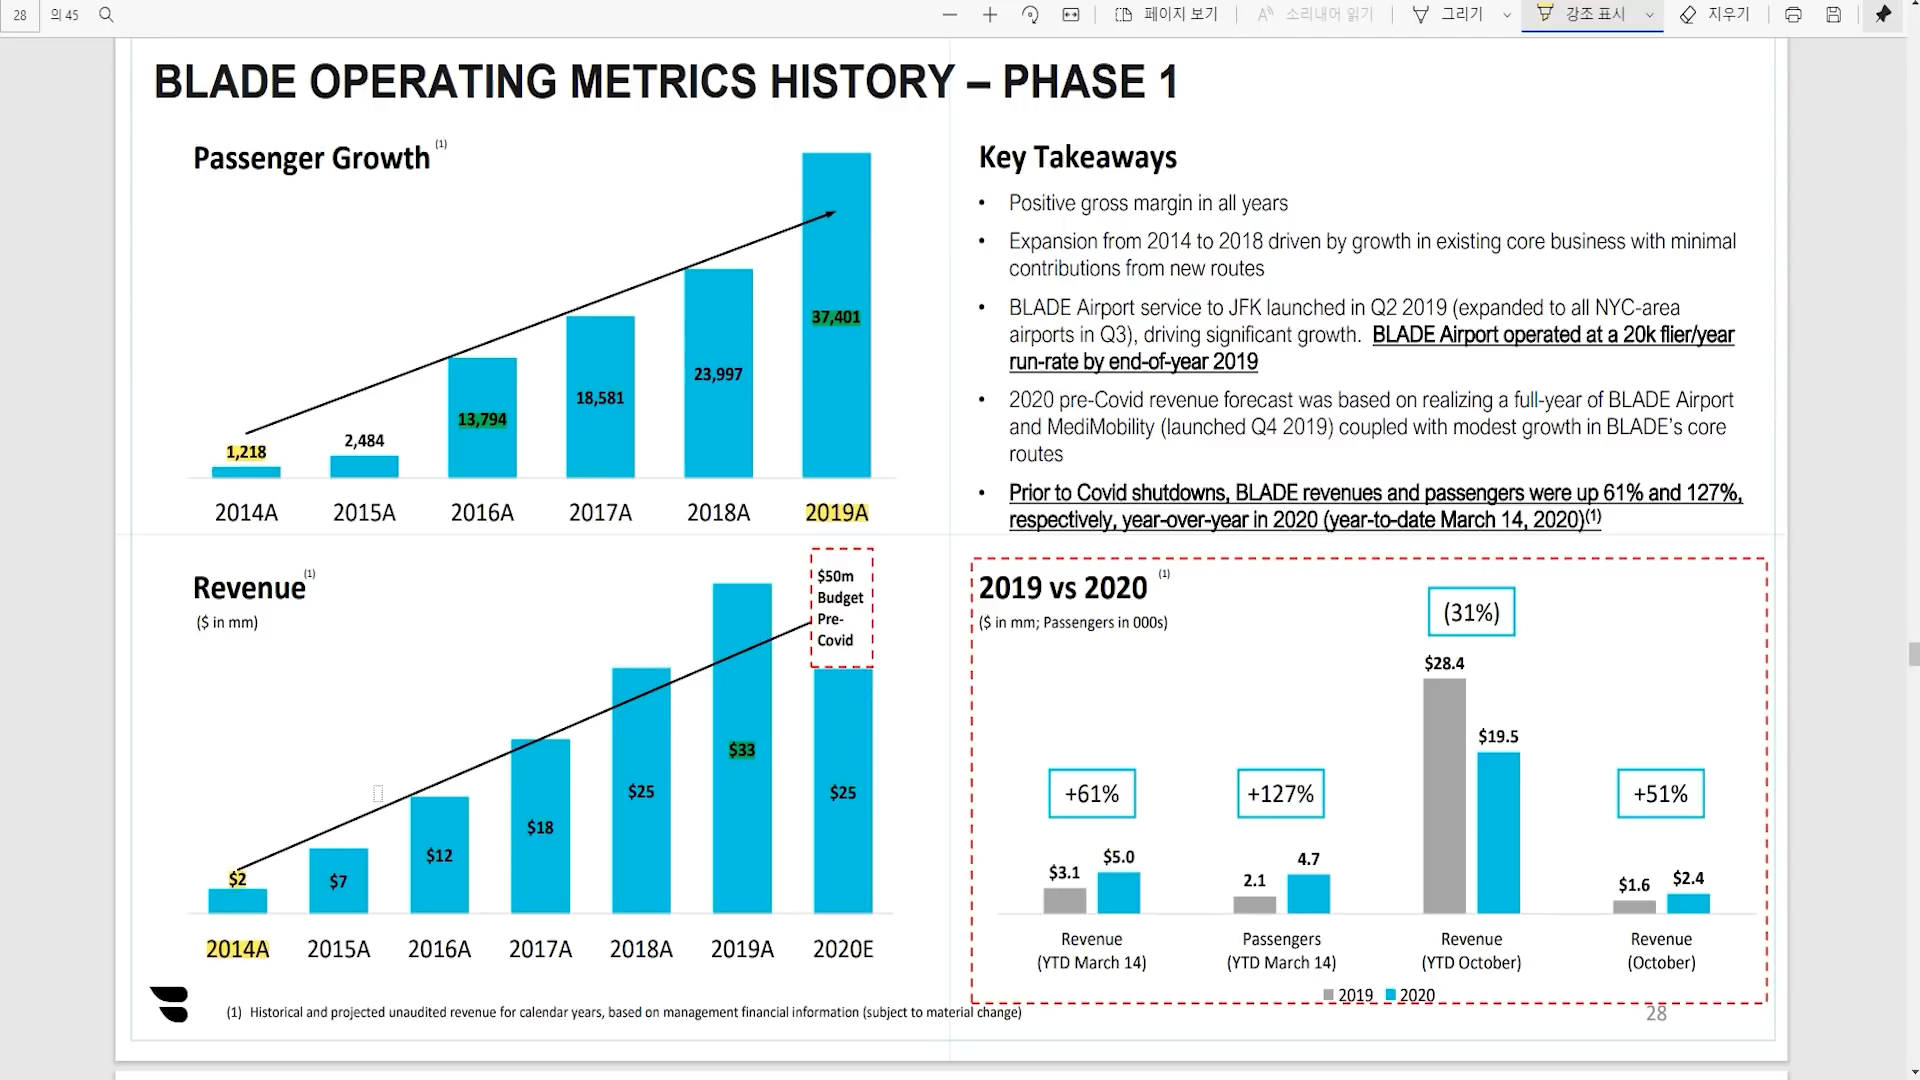 28
의 45
페이지 보기
소리내어 읽기
그리기
강조 표시
지우기
BLADE OPERATING METRICS HISTORY – PHASE 1
Passenger Growth (1)
1,218
2,484
13,794
18,581
23,997
37,401
2014A
2015A
2016A
2017A
2018A
2019A
Key Takeaways
• Positive gross margin in all years
• Expansion from 2014 to 2018 driven by growth in existing core business with minimal
contributions from new routes
• BLADE Airport service to JFK launched in Q2 2019 (expanded to all NYC-area
airports in Q3), driving significant growth. BLADE Airport operated at a 20k flier/year
run-rate by end-of-year 2019
• 2020 pre-Covid revenue forecast was based on realizing a full-year of BLADE Airport
and MediMobility (launched Q4 2019) coupled with modest growth in BLADE's core
routes
• Prior to Covid shutdowns, BLADE revenues and passengers were up 61% and 127%,
respectively, year-over-year in 2020 (year-to-date March 14, 2020)(1)
Revenue (1)
($ in mm)
$2
$7
$12
$18
$25
$33
$50m
Budget
Pre-
Covid
$25
2014A
2015A
2016A
2017A
2018A
2019A
2020E
2019 vs 2020 (1)
($ in mm; Passengers in 000s)
+61%
+127%
(31%)
+51%
$3.1
$5.0
2.1
4.7
$28.4
$19.5
$1.6
$2.4
Revenue
(YTD March 14)
Passengers
(YTD March 14)
Revenue
(YTD October)
Revenue
(October)
2019
2020
(1) Historical and projected unaudited revenue for calendar years, based on management financial information (subject to material change)
28